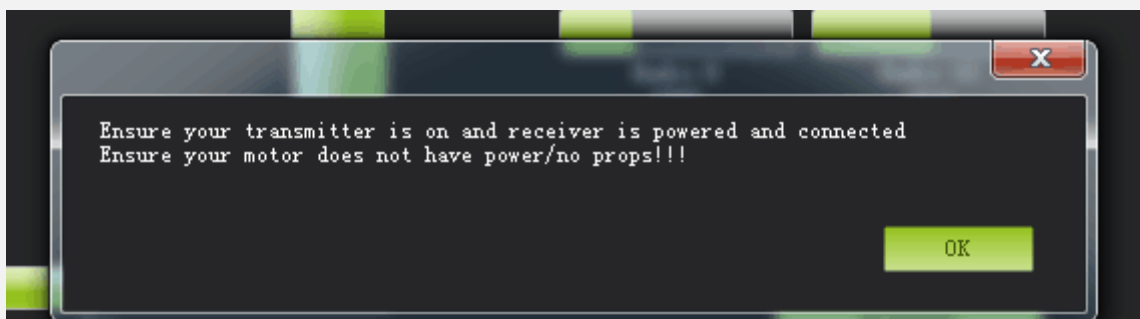 Ensure your transmitter is on and receiver is powered and connected
Ensure your motor does not have power/no props!!!
OK